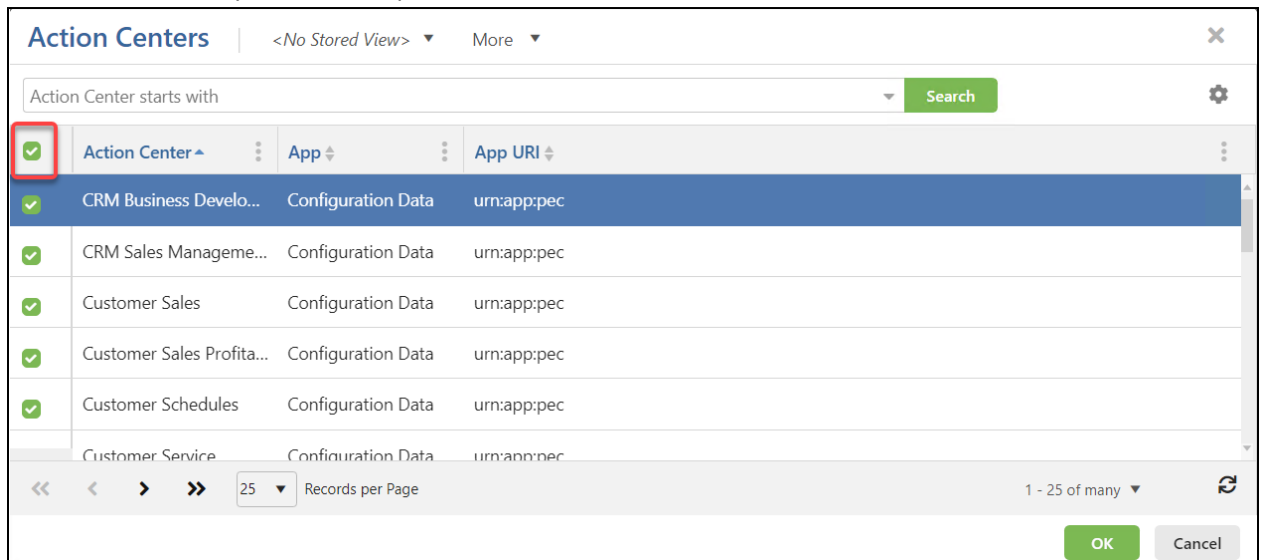 Action Centers <No Stored View> More
Action Center starts with Search
Action Center App App URI
CRM Business Develo... Configuration Data urn:app:pec
CRM Sales Manageme... Configuration Data urn:app:pec
Customer Sales Configuration Data urn:app:pec
Customer Sales Profita... Configuration Data urn:app:pec
Customer Schedules Configuration Data urn:app:pec
Customer Service Configuration Data urn:app:pec
25 Records per Page 1 - 25 of many
OK Cancel